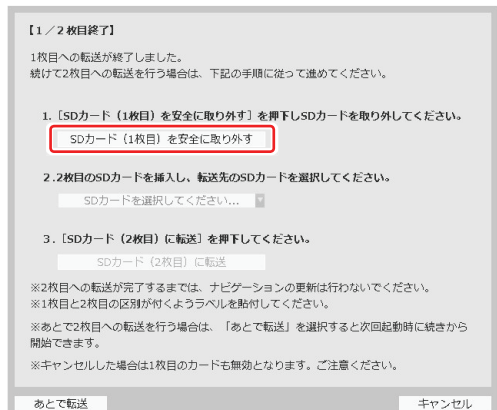 【1／2枚目終了】
1枚目への転送が終了しました。
続けて2枚目への転送を行う場合は、下記の手順に従って進めてください。
1.［SDカード（1枚目）を安全に取り外す］を押下しSDカードを取り外してください。
SDカード（1枚目）を安全に取り外す
2.2枚目のSDカードを挿入し、転送先のSDカードを選択してください。
SDカードを選択してください...
3.［SDカード（2枚目）に転送］を押下してください。
SDカード（2枚目）に転送
※2枚目への転送が完了するまでは、ナビゲーションの更新は行わないでください。
※1枚目と2枚目の区別が付くようラベルを貼付してください。
※あとで2枚目への転送を行う場合は、「あとで転送」を選択すると次回起動時に続きから
開始できます。
※キャンセルした場合は1枚目のカードも無効となります。ご注意ください。
あとで転送
キャンセル